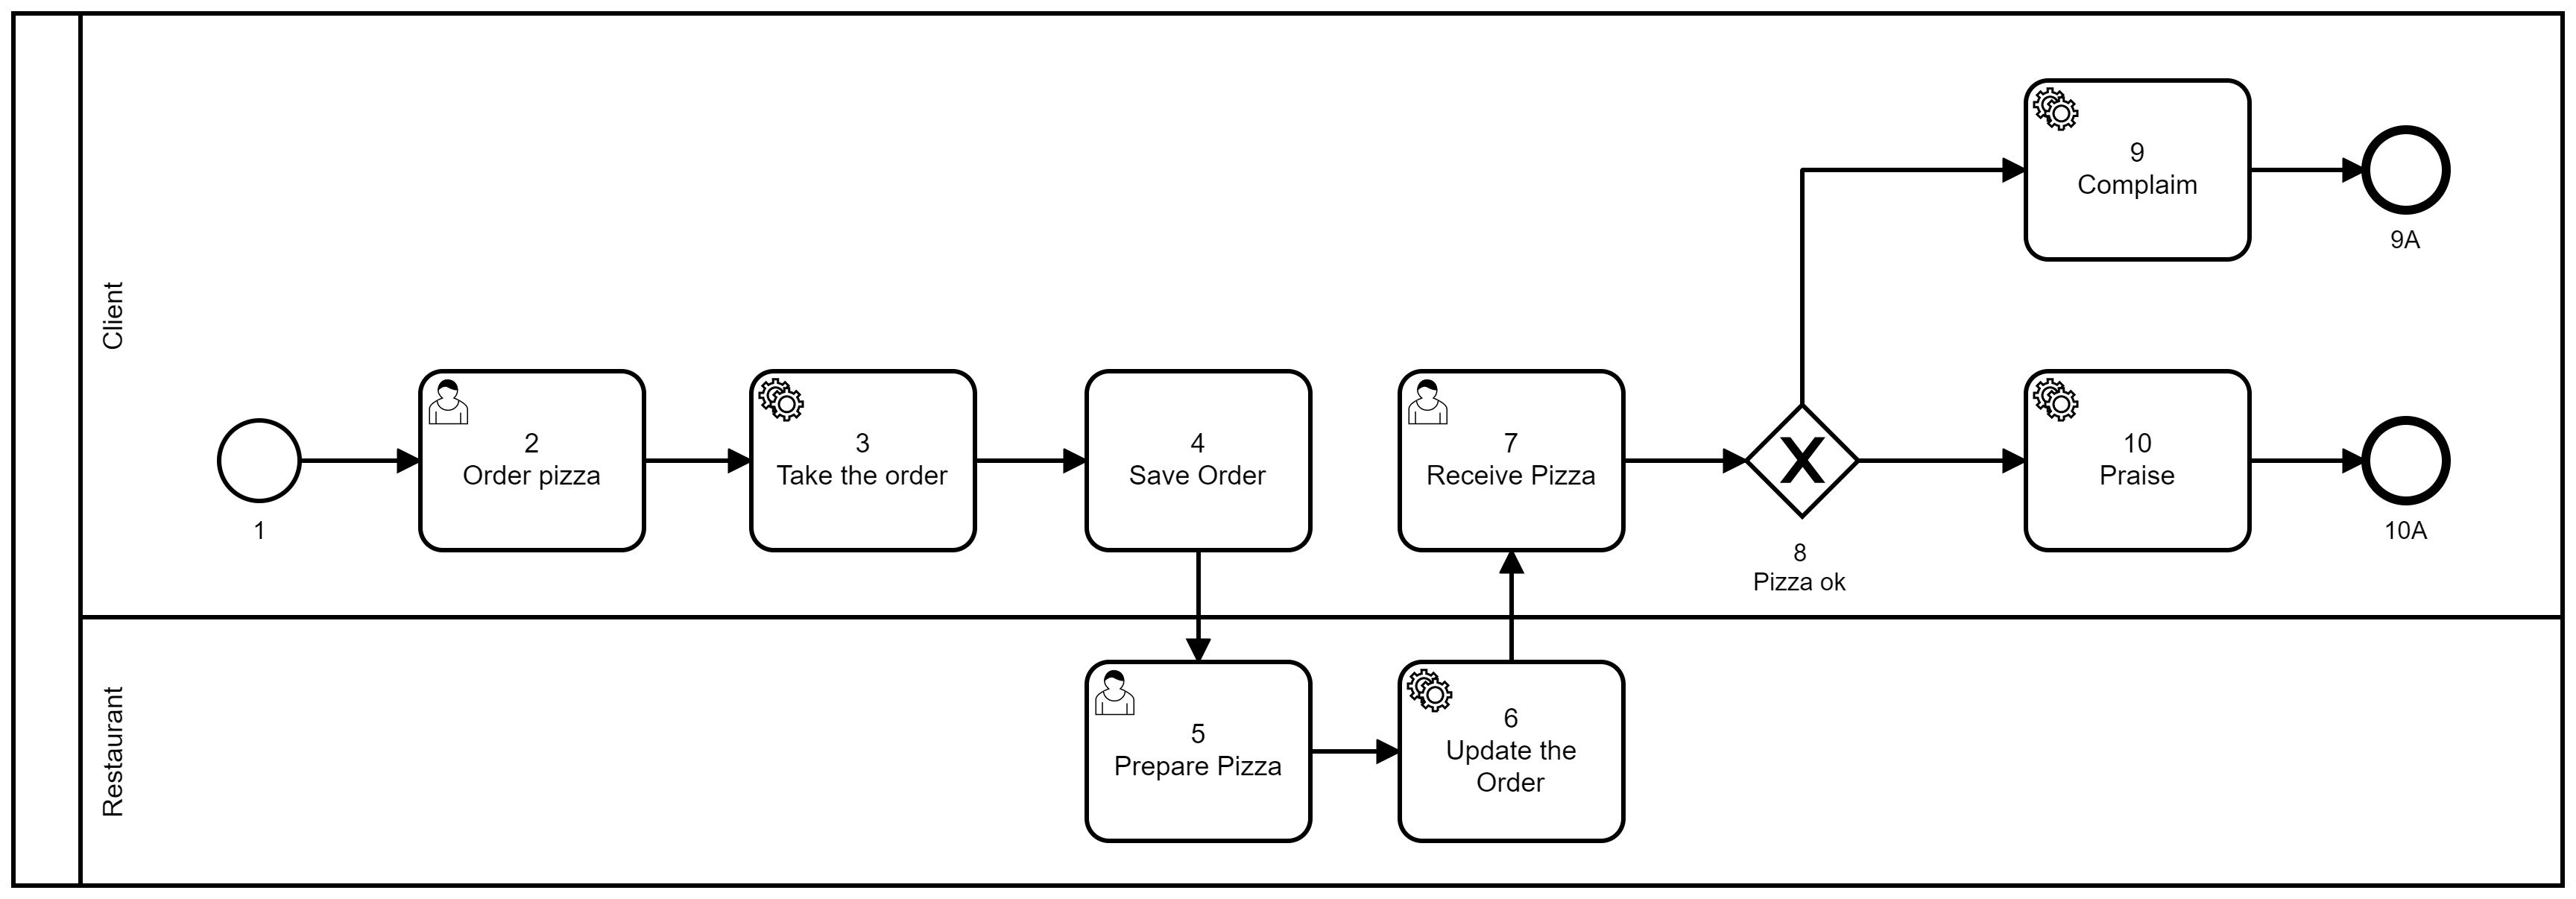 Client
1
2
Order pizza
3
Take the order
4
Save Order
7
Receive Pizza
8
Pizza ok
9
Complaim
9A
10
Praise
10A
Restaurant
5
Prepare Pizza
6
Update the
Order